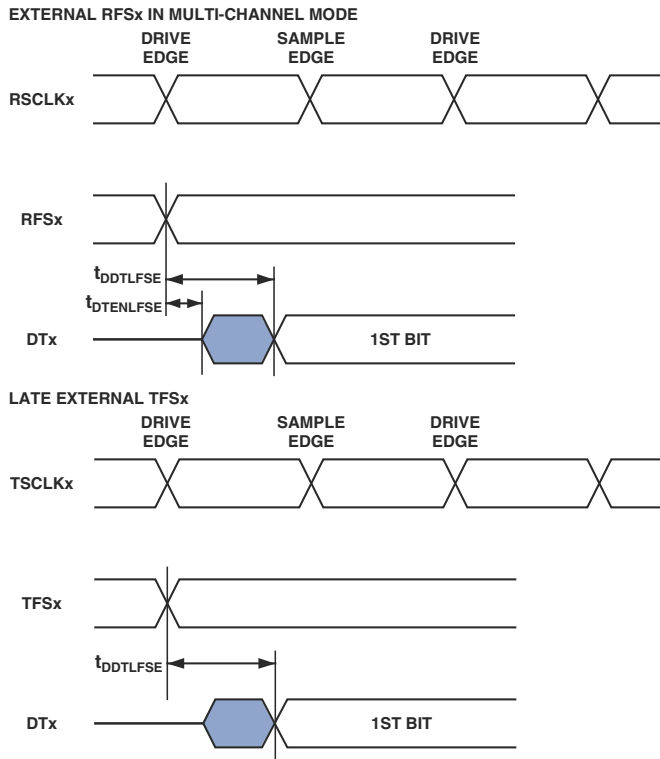 EXTERNAL RFSx IN MULTI-CHANNEL MODE
DRIVE EDGE
SAMPLE EDGE
DRIVE EDGE
RSCLKx
RFSx
tDDTLFSE
tDTENLFSE
DTx
1ST BIT
LATE EXTERNAL TFSx
DRIVE EDGE
SAMPLE EDGE
DRIVE EDGE
TSCLKx
TFSx
tDDTLFSE
DTx
1ST BIT